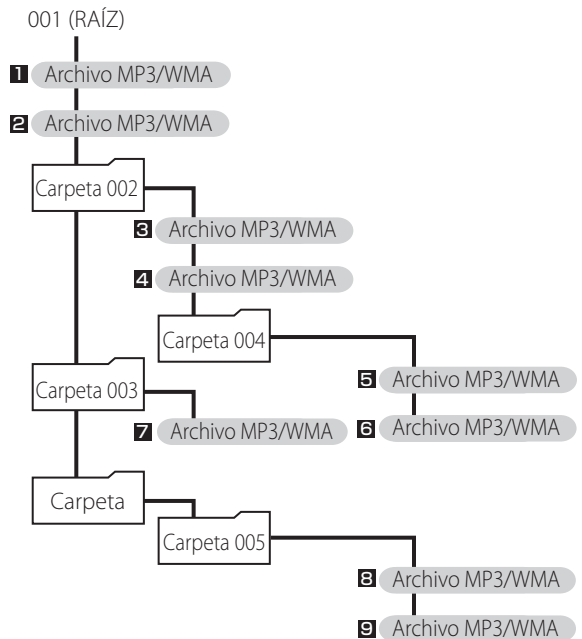 001 (RAÍZ)
1 Archivo MP3/WMA
2 Archivo MP3/WMA
Carpeta 002
3 Archivo MP3/WMA
4 Archivo MP3/WMA
Carpeta 004
5 Archivo MP3/WMA
6 Archivo MP3/WMA
Carpeta 003
7 Archivo MP3/WMA
Carpeta
Carpeta 005
8 Archivo MP3/WMA
9 Archivo MP3/WMA